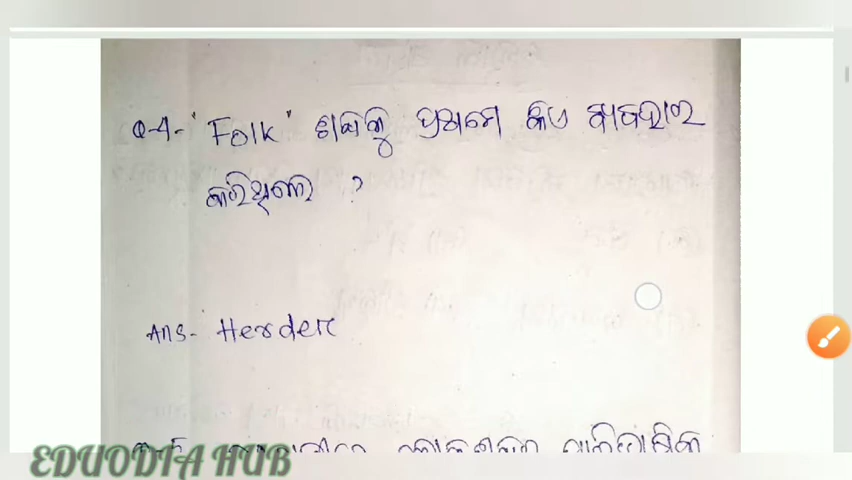 Q-4- "Folk" ଶବ୍ଦକୁ ପ୍ରଥମେ କିଏ ବ୍ୟବହାର
କରିଥିଲେ ?
Ans- Herder
EDUODIA HUB